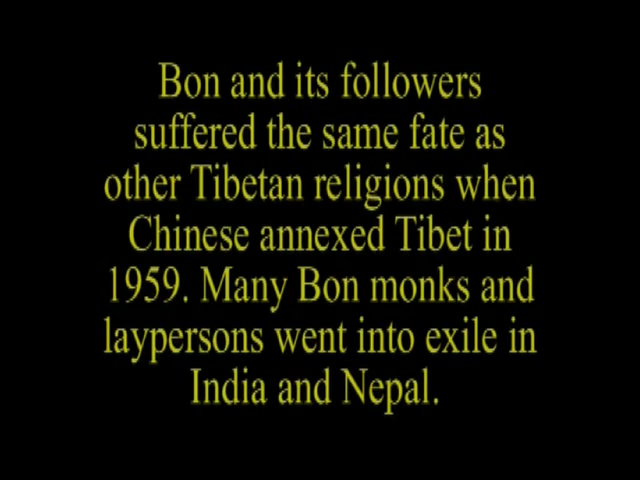 Bon and its followers
suffered the same fate as
other Tibetan religions when
Chinese annexed Tibet in
1959. Many Bon monks and
laypersons went into exile in
India and Nepal.